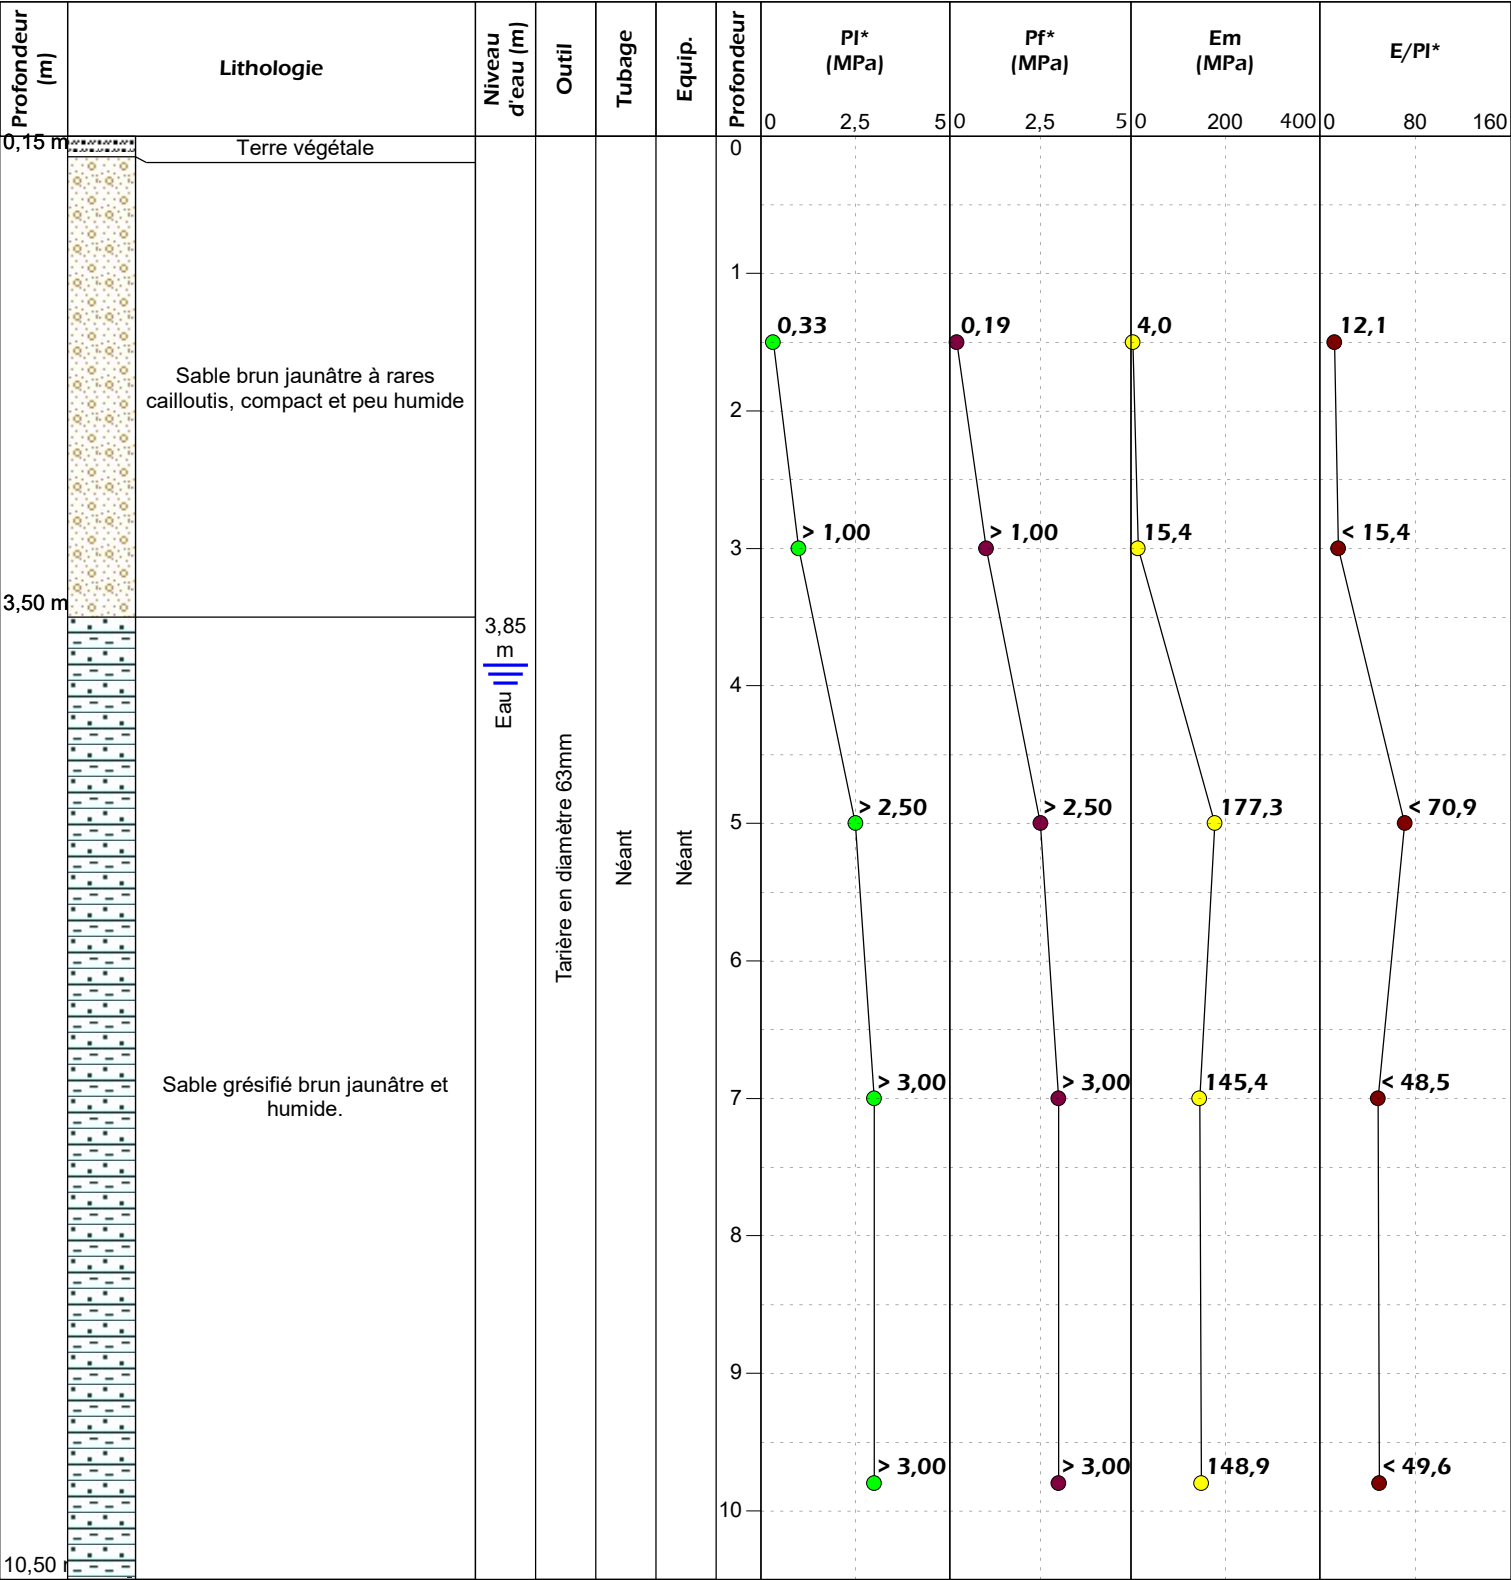 Profondeur
(m)
Lithologie
Niveau
d'eau (m)
Outil
Tubage
Equip.
Profondeur
Pl*
(MPa)
Pf*
(MPa)
Em
(MPa)
E/Pl*
0 2,5 5
0 2,5 5
0 200 400
0 80 160
0,15 m
Terre végétale
0
1
0,33
0,19
4,0
12,1
Sable brun jaunâtre à rares
cailloutis, compact et peu humide
2
> 1,00
> 1,00
15,4
< 15,4
3
3,50 m
3,85
m
Eau
4
Tarière en diamètre 63mm
Néant
Néant
> 2,50
> 2,50
177,3
< 70,9
5
6
Sable grésifié brun jaunâtre et
humide.
> 3,00
> 3,00
145,4
< 48,5
7
8
9
> 3,00
> 3,00
148,9
< 49,6
10
10,50